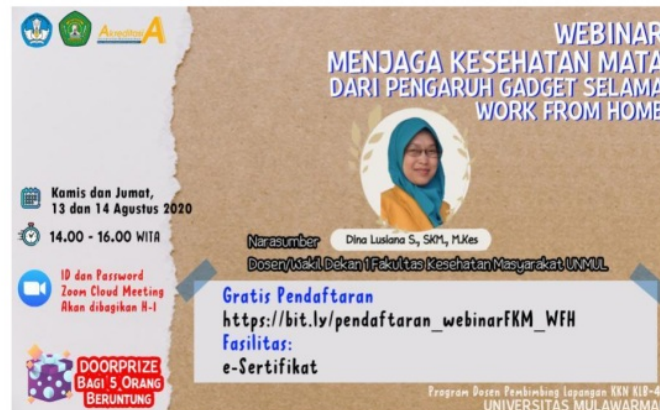 Akreditasi A
WEBINAR
MENJAGA KESEHATAN MATA
DARI PENGARUH GADGET SELAMA
WORK FROM HOME
Kamis dan Jumat,
13 dan 14 Agustus 2020
14.00 - 16.00 WITA
Narasumber
Dina Lusiana S., SKM., M.Kes
Dosen/Wakil Dekan 1 Fakultas Kesehatan Masyarakat UNMUL
ID dan Password
Zoom Cloud Meeting
Akan dibagikan H-1
Gratis Pendaftaran
https://bit.ly/pendaftaran_webinarFKM_WFH
Fasilitas:
e-Sertifikat
DOORPRIZE
BAGI 5 ORANG
BERUNTUNG
Program Dosen Pembimbing Lapangan KKN KLB-4
UNIVERSITAS MULAWARMA